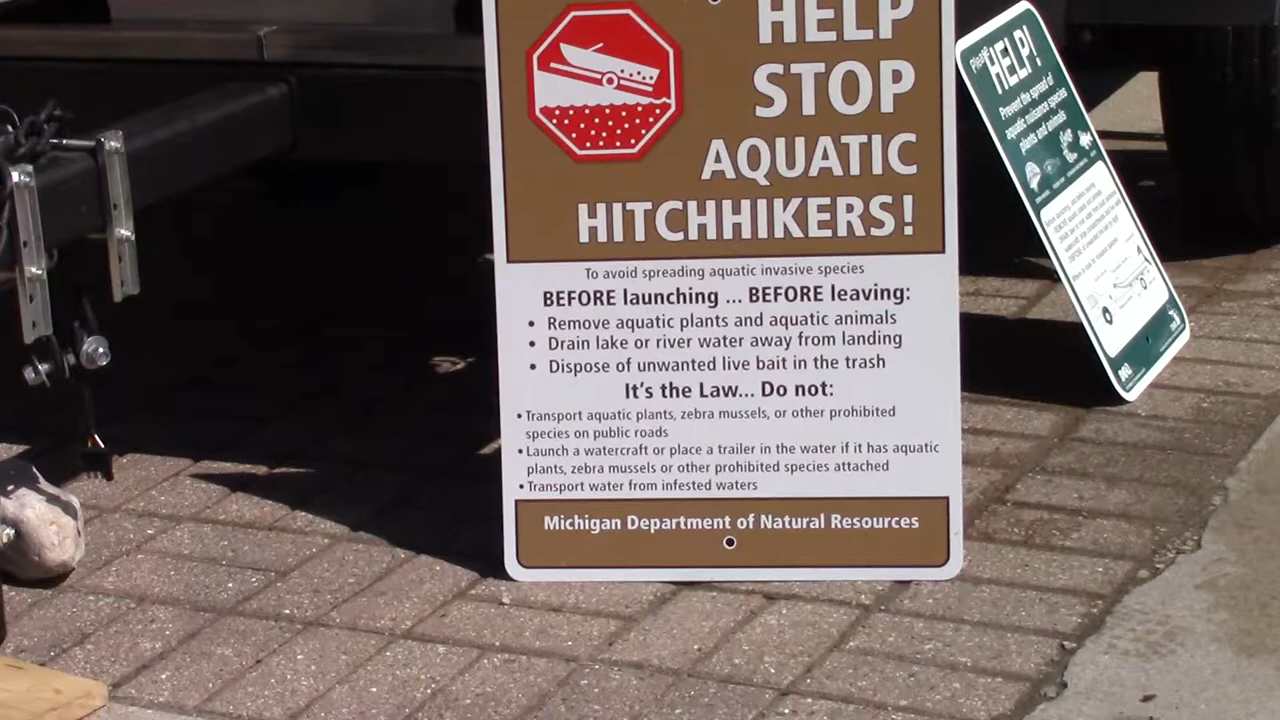 HELP
STOP
AQUATIC
HITCHHIKERS!
To avoid spreading aquatic invasive species
BEFORE launching ... BEFORE leaving:
• Remove aquatic plants and aquatic animals
• Drain lake or river water away from landing
• Dispose of unwanted live bait in the trash
It's the Law... Do not:
• Transport aquatic plants, zebra mussels, or other prohibited
species on public roads
• Launch a watercraft or place a trailer in the water if it has aquatic
plants, zebra mussels or other prohibited species attached
• Transport water from infested waters
Michigan Department of Natural Resources
Please
HELP!
Prevent the spread of
aquatic nuisance species
plants and animals
DEQ